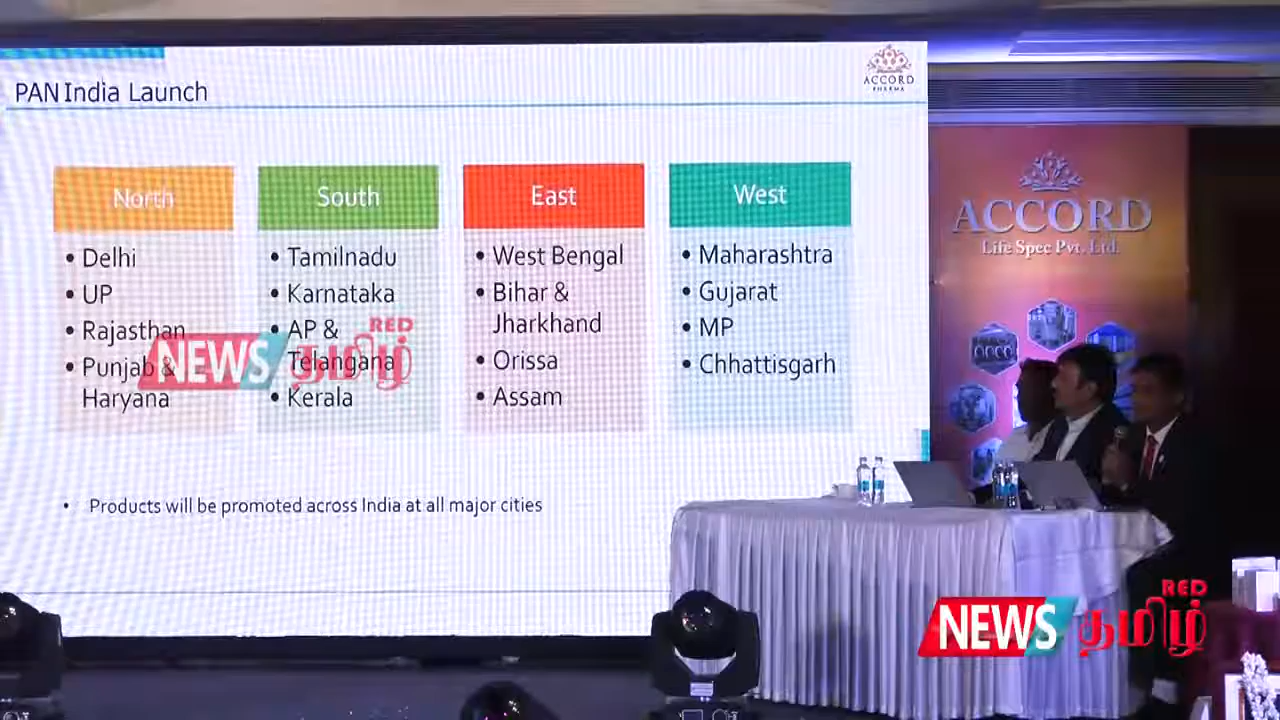 PAN India Launch
ACCORD
PHARMA
North
• Delhi
• UP
• Rajasthan
• Punjab &
Haryana
South
• Tamilnadu
• Karnataka
• AP &
Telangana
• Kerala
East
• West Bengal
• Bihar &
Jharkhand
• Orissa
• Assam
West
• Maharashtra
• Gujarat
• MP
• Chhattisgarh
• Products will be promoted across India at all major cities
NEWS தமிழ் RED
ACCORD
Life Spec Pvt. Ltd.
NEWS தமிழ் RED